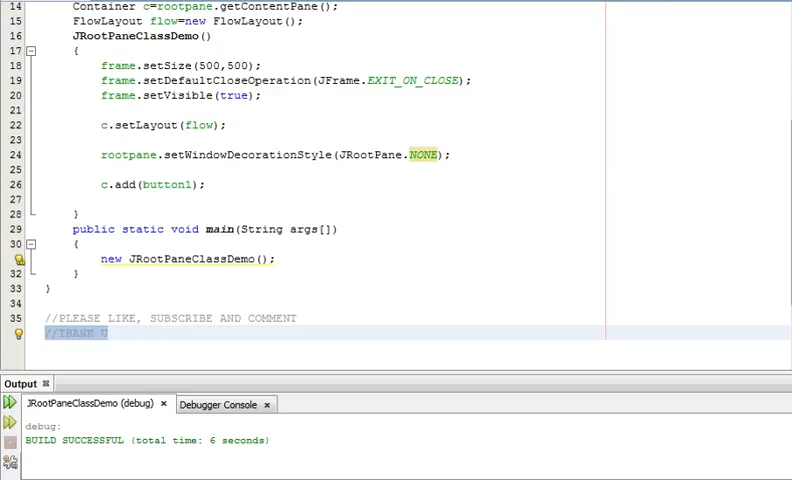 14 Container c=rootpane.getContentPane();
15 FlowLayout flow=new FlowLayout();
16 JRootPaneClassDemo()
17 {
18 frame.setSize(500,500);
19 frame.setDefaultCloseOperation(JFrame.EXIT_ON_CLOSE);
20 frame.setVisible(true);
21
22 c.setLayout(flow);
23
24 rootpane.setWindowDecorationStyle(JRootPane.NONE);
25
26 c.add(button1);
27
28 }
29 public static void main(String args[])
30 {
new JRootPaneClassDemo();
32 }
33 }
34
35 //PLEASE LIKE, SUBSCRIBE AND COMMENT
//THANK U
Output
JRootPaneClassDemo (debug) Debugger Console
debug:
BUILD SUCCESSFUL (total time: 6 seconds)